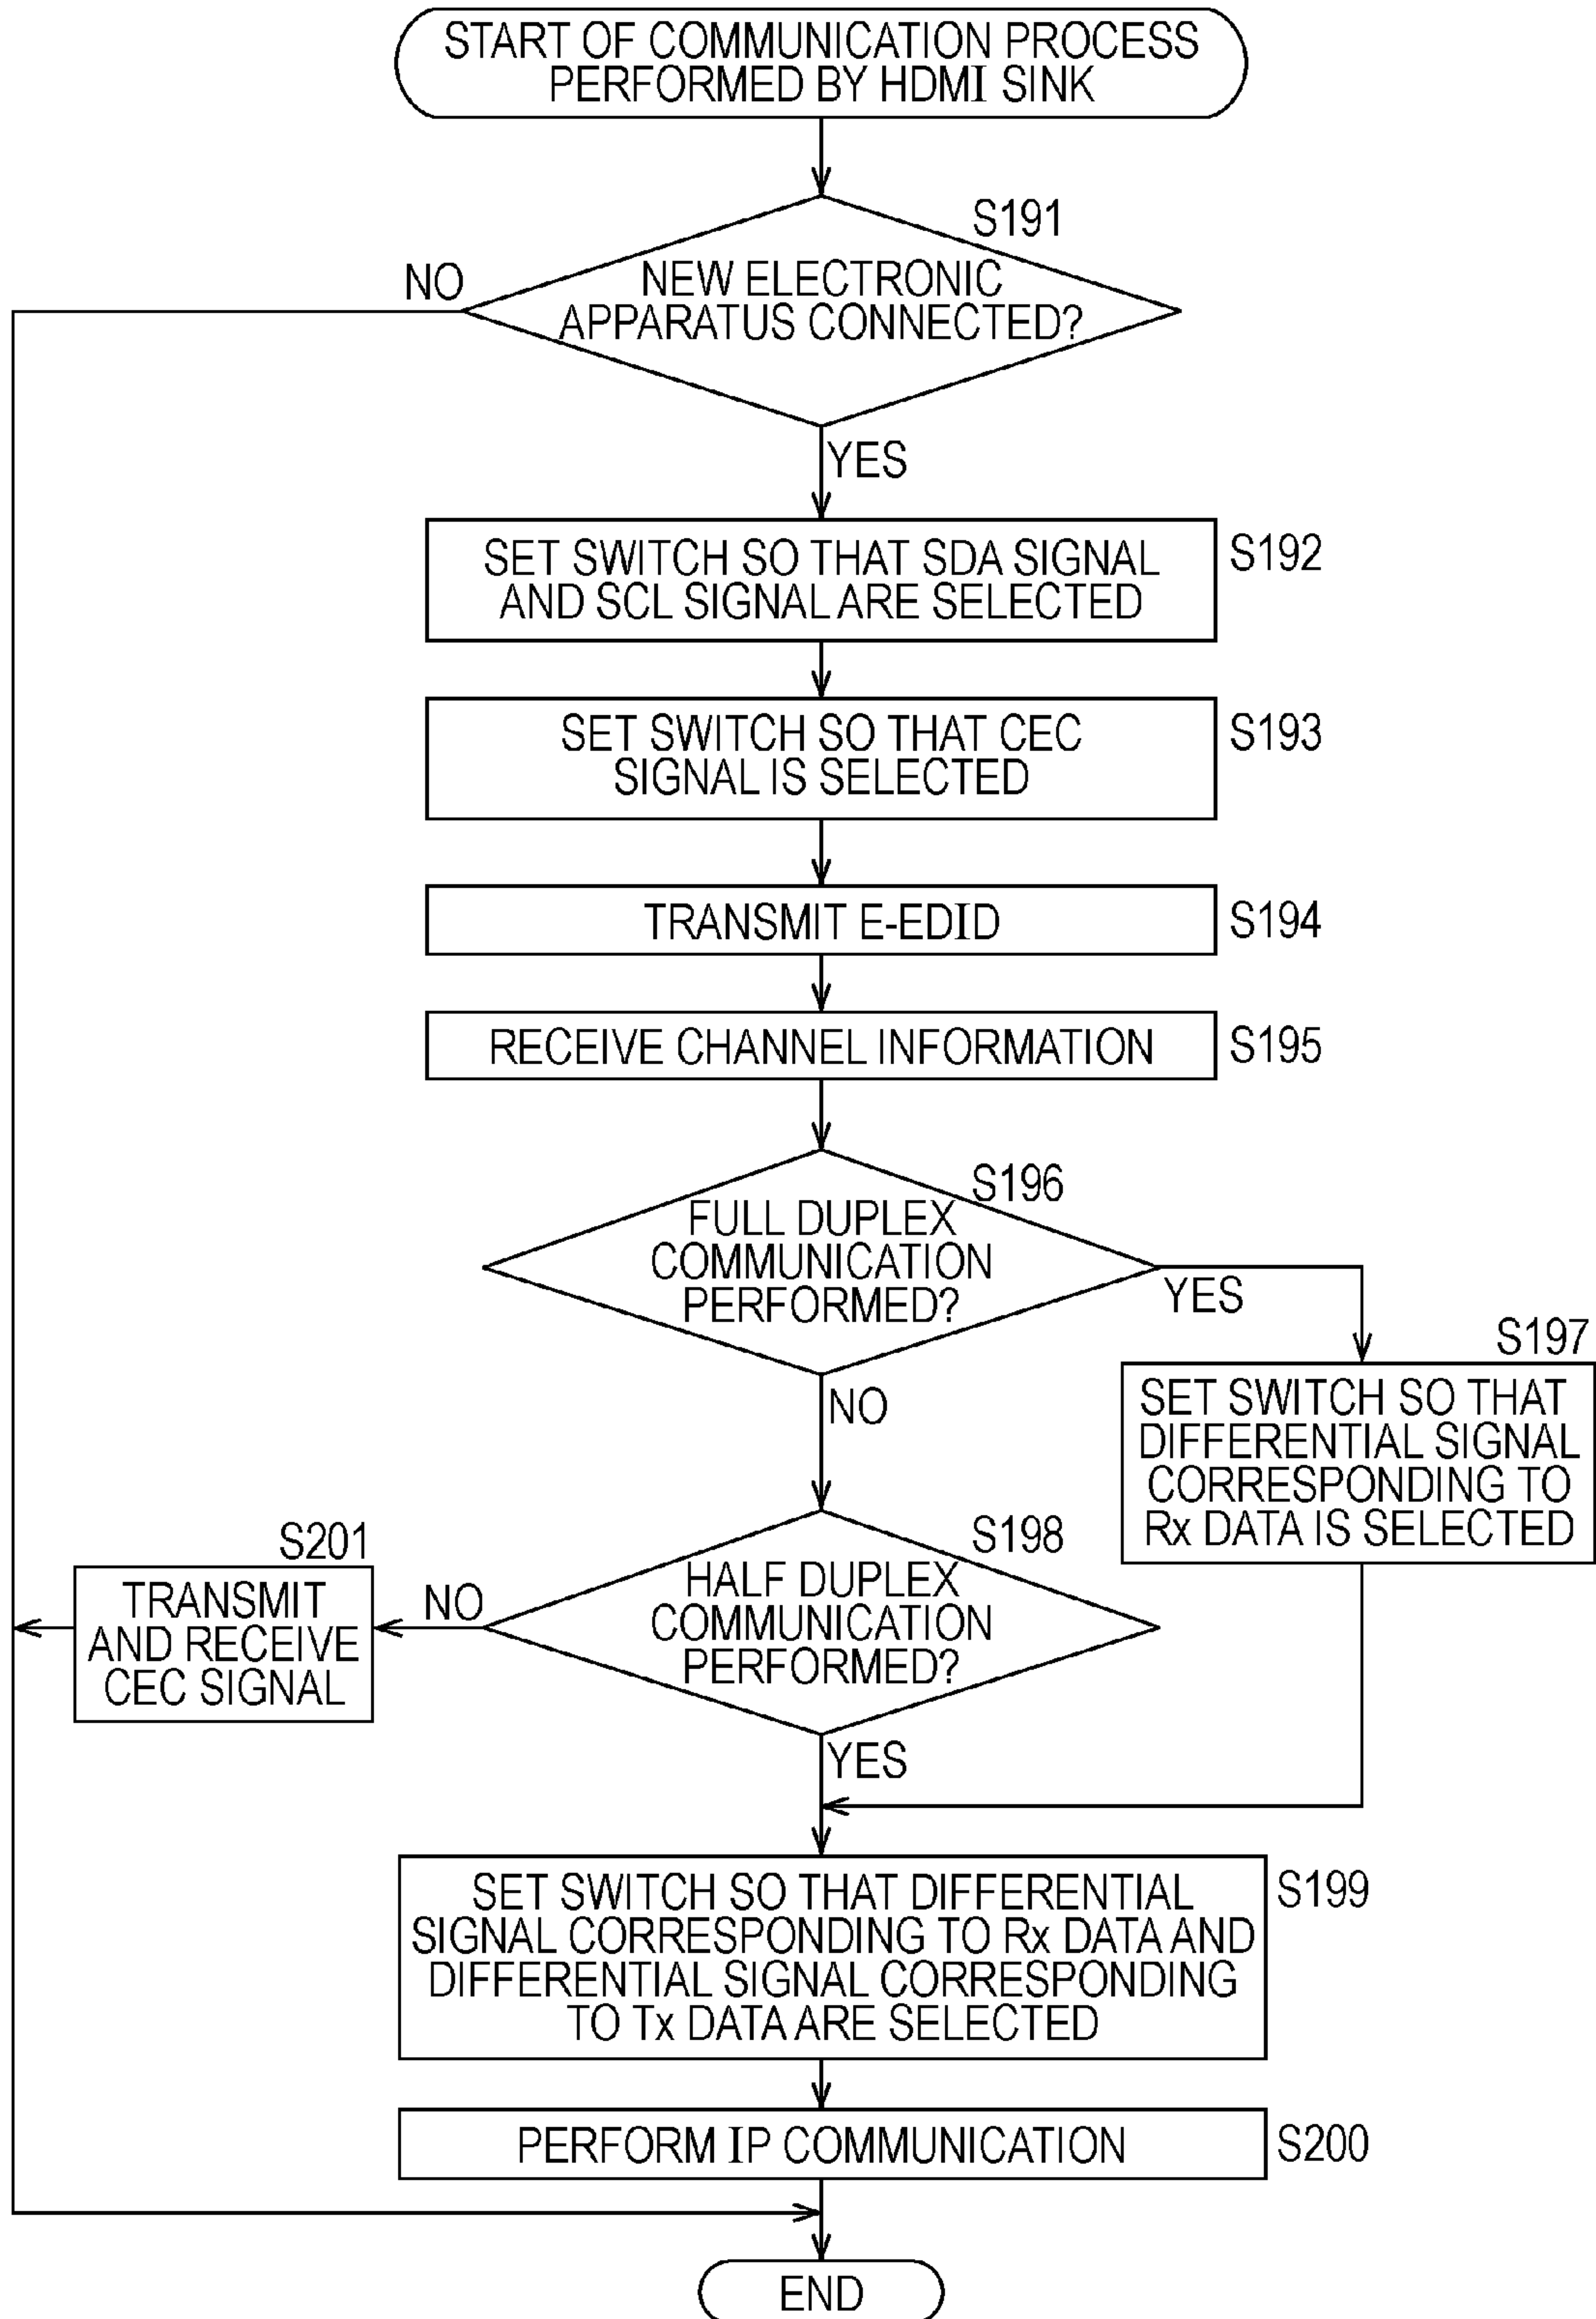 START OF COMMUNICATION PROCESS
PERFORMED BY HDMI SINK
S191
NO
NEW ELECTRONIC
APPARATUS CONNECTED?
YES
SET SWITCH SO THAT SDA SIGNAL
AND SCL SIGNAL ARE SELECTED
S192
SET SWITCH SO THAT CEC
SIGNAL IS SELECTED
S193
TRANSMIT E-EDID
S194
RECEIVE CHANNEL INFORMATION
S195
S196
FULL DUPLEX
COMMUNICATION
PERFORMED?
YES
NO
S197
SET SWITCH SO THAT
DIFFERENTIAL SIGNAL
CORRESPONDING TO
Rx DATA IS SELECTED
S198
HALF DUPLEX
COMMUNICATION
PERFORMED?
NO
S201
TRANSMIT
AND RECEIVE
CEC SIGNAL
YES
SET SWITCH SO THAT DIFFERENTIAL
SIGNAL CORRESPONDING TO Rx DATA AND
DIFFERENTIAL SIGNAL CORRESPONDING
TO Tx DATA ARE SELECTED
S199
PERFORM IP COMMUNICATION
S200
END